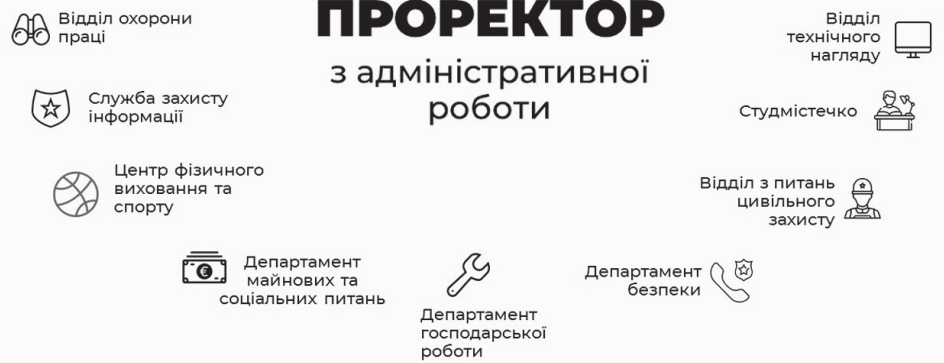 ПРОРЕКТОР
з адміністративної
роботи
Відділ охорони
праці
Служба захисту
інформації
Центр фізичного
виховання та
спорту
Департамент
майнових та
соціальних питань
Департамент
господарської
роботи
Департамент
безпеки
Відділ з питань
цивільного
захисту
Студмістечко
Відділ
технічного
нагляду